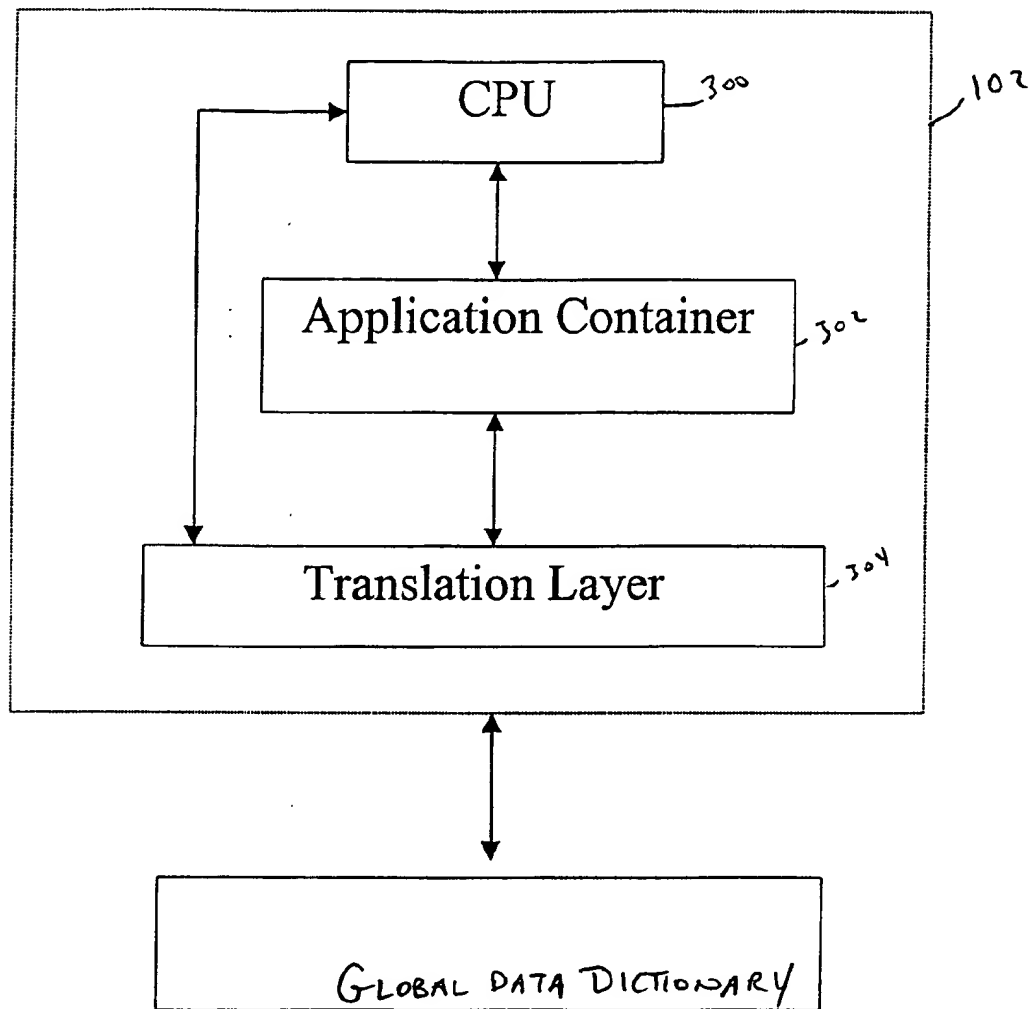 CPU
300
102
Application Container
302
Translation Layer
304
GLOBAL DATA DICTIONARY